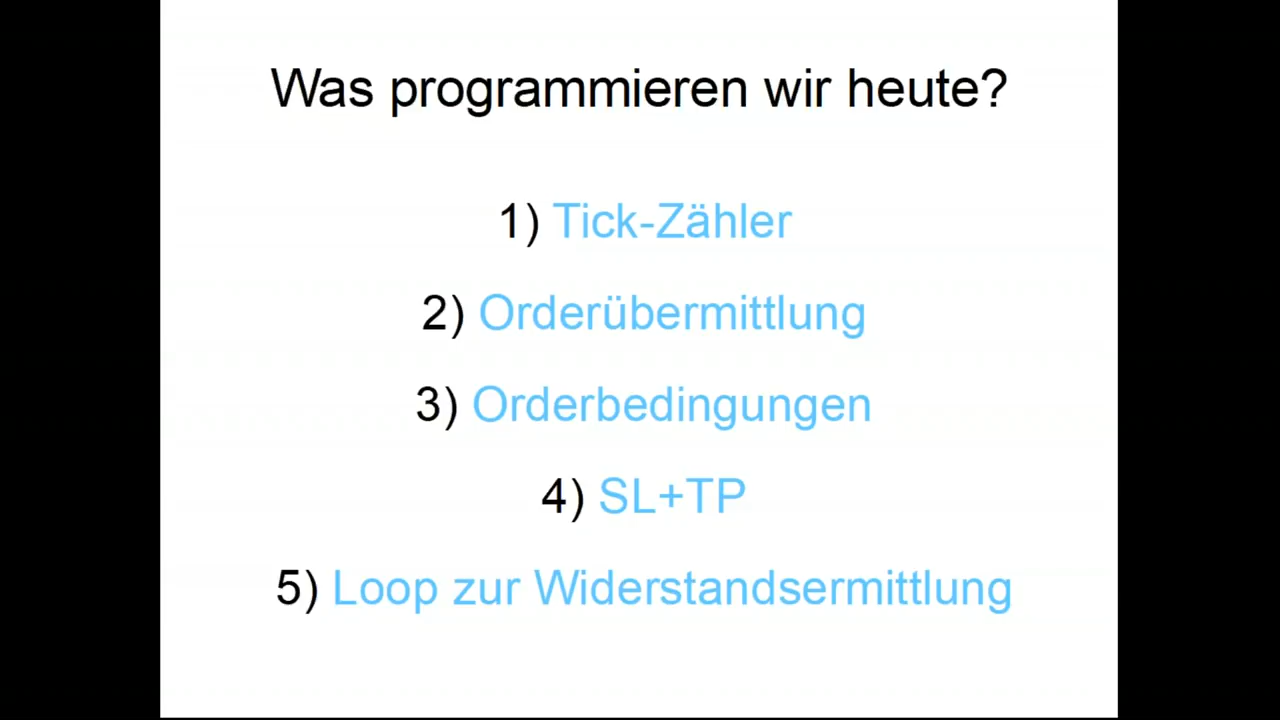 Was programmieren wir heute?
1) Tick-Zähler
2) Orderübermittlung
3) Orderbedingungen
4) SL+TP
5) Loop zur Widerstandsermittlung